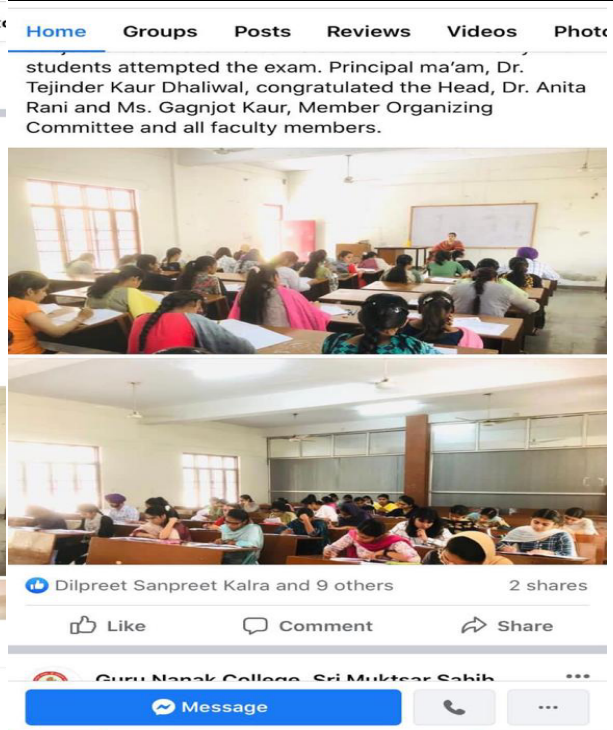 Home Groups Posts Reviews Videos
students attempted the exam. Principal ma'am, Dr.
Tejinder Kaur Dhaliwal, congratulated the Head, Dr. Anita
Rani and Ms. Gagnjot Kaur, Member Organizing
Committee and all faculty members.
Dilpreet Sanpreet Kalra and 9 others 2 shares
Like Comment Share
Guru Nanak College, Sri Muktsar Sahib
Message